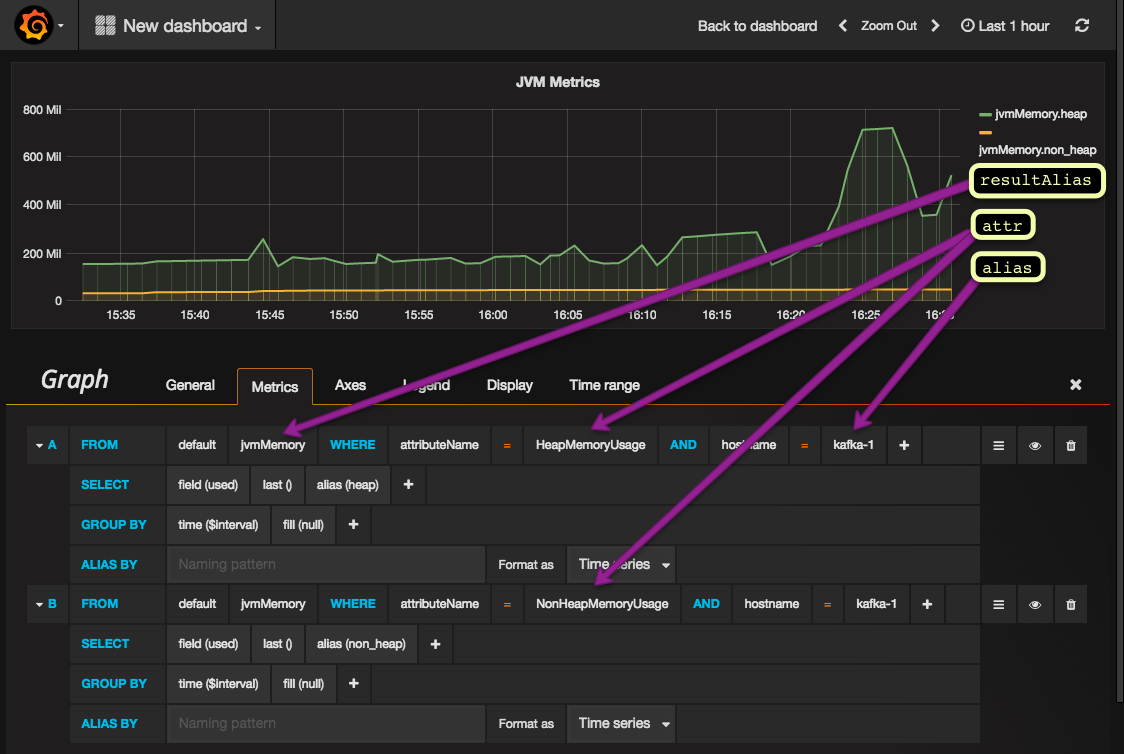 New dashboard
Back to dashboard Zoom Out Last 1 hour
JVM Metrics
800 Mil
600 Mil
400 Mil
200 Mil
0
15:35 15:40 15:45 15:50 15:55 16:00 16:05 16:10 16:15 16:20 16:25
jvmMemory.heap
jvmMemory.non_heap
resultAlias
attr
alias
Graph General Metrics Axes Legend Display Time range
A FROM default jvmMemory WHERE attributeName = HeapMemoryUsage AND hostname = kafka-1 +
SELECT field (used) last () alias (heap) +
GROUP BY time ($interval) fill (null) +
ALIAS BY Naming pattern Format as Time series
B FROM default jvmMemory WHERE attributeName = NonHeapMemoryUsage AND hostname = kafka-1 +
SELECT field (used) last () alias (non_heap) +
GROUP BY time ($interval) fill (null) +
ALIAS BY Naming pattern Format as Time series